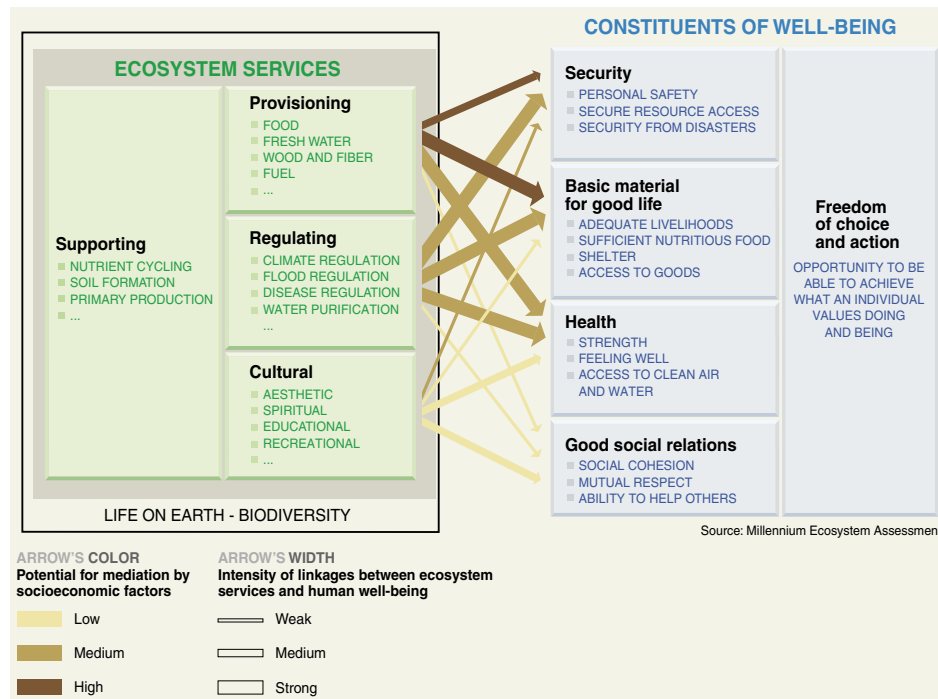 CONSTITUENTS OF WELL-BEING
ECOSYSTEM SERVICES
Supporting
NUTRIENT CYCLING
SOIL FORMATION
PRIMARY PRODUCTION
...
Provisioning
FOOD
FRESH WATER
WOOD AND FIBER
FUEL
...
Regulating
CLIMATE REGULATION
FLOOD REGULATION
DISEASE REGULATION
WATER PURIFICATION
...
Cultural
AESTHETIC
SPIRITUAL
EDUCATIONAL
RECREATIONAL
...
LIFE ON EARTH - BIODIVERSITY
Security
PERSONAL SAFETY
SECURE RESOURCE ACCESS
SECURITY FROM DISASTERS
Basic material
for good life
ADEQUATE LIVELIHOODS
SUFFICIENT NUTRITIOUS FOOD
SHELTER
ACCESS TO GOODS
Health
STRENGTH
FEELING WELL
ACCESS TO CLEAN AIR
AND WATER
Good social relations
SOCIAL COHESION
MUTUAL RESPECT
ABILITY TO HELP OTHERS
Freedom
of choice
and action
OPPORTUNITY TO BE
ABLE TO ACHIEVE
WHAT AN INDIVIDUAL
VALUES DOING
AND BEING
Source: Millennium Ecosystem Assessmen
ARROW'S COLOR
Potential for mediation by
socioeconomic factors
Low
Medium
High
ARROW'S WIDTH
Intensity of linkages between ecosystem
services and human well-being
Weak
Medium
Strong